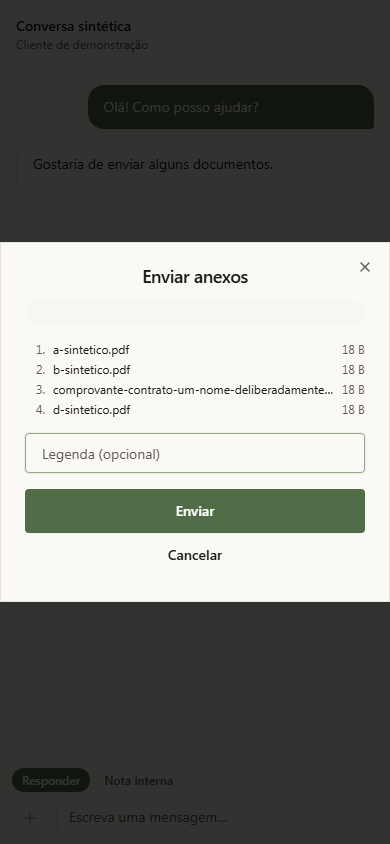 Conversa sintética
Cliente de demonstração
Olá! Como posso ajudar?
Gostaria de enviar alguns documentos.
Enviar anexos
1. a-sintetico.pdf 18 B
2. b-sintetico.pdf 18 B
3. comprovante-contrato-um-nome-deliberadamente... 18 B
4. d-sintetico.pdf 18 B
Legenda (opcional)
Enviar
Cancelar
Responder Nota interna
Escreva uma mensagem...